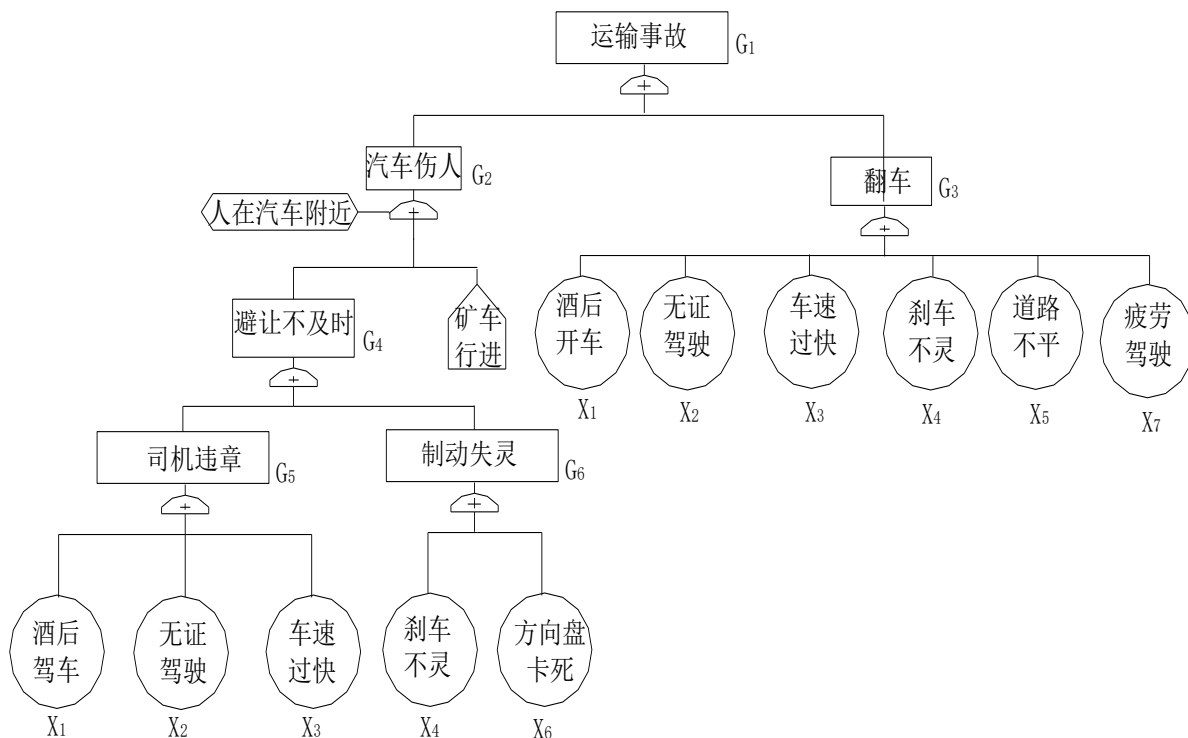 运输事故
G1
+
汽车伤人
G2
翻车
G3
人在汽车附近
+
+
避让不及时
G4
矿车
行进
酒后
开车
无证
驾驶
车速
过快
刹车
不灵
道路
不平
疲劳
驾驶
+
X1
X2
X3
X4
X5
X7
司机违章
G5
制动失灵
G6
+
+
酒后
驾车
无证
驾驶
车速
过快
刹车
不灵
方向盘
卡死
X1
X2
X3
X4
X6